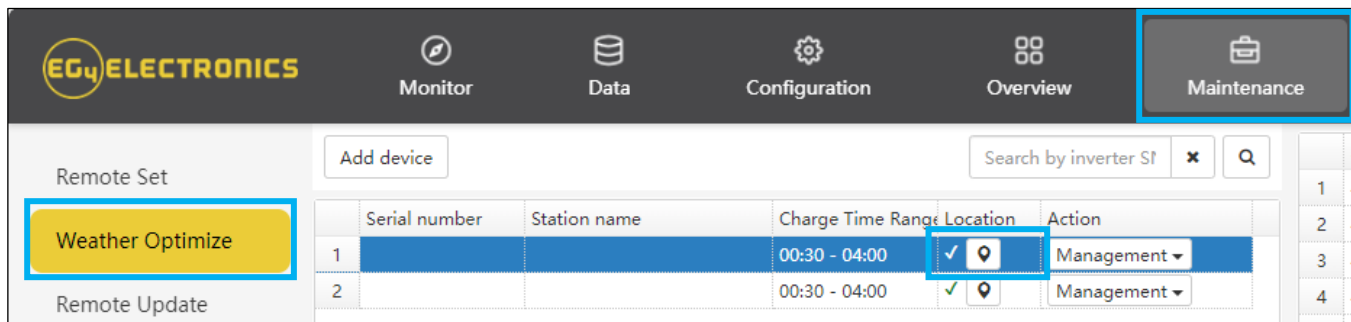 EG4 ELECTRONICS
Monitor
Data
Configuration
Overview
Maintenance
Remote Set
Weather Optimize
Remote Update
Add device
Search by inverter SN
Serial number Station name Charge Time Range Location Action
1 00:30 - 04:00 Management
2 00:30 - 04:00 Management
1
2
3
4